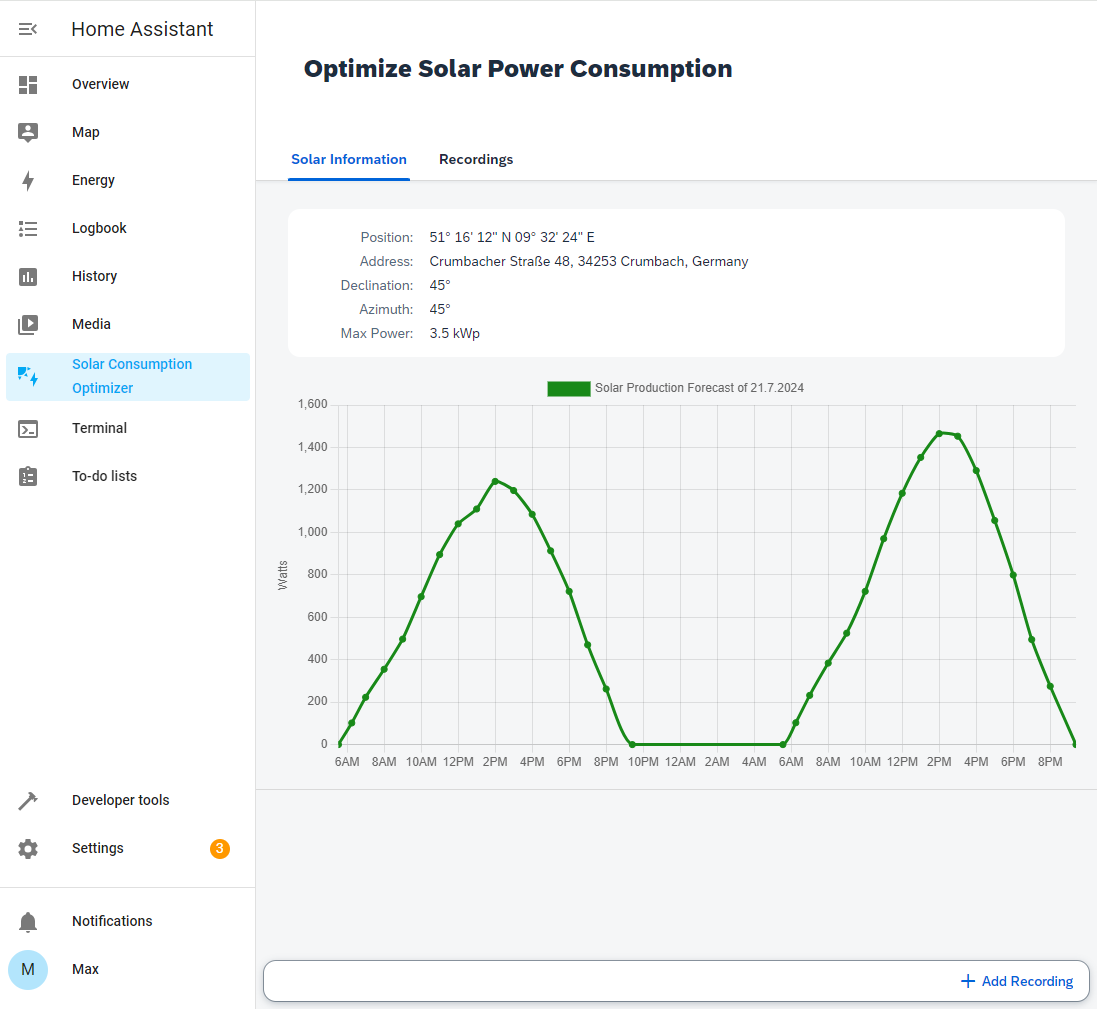 Home Assistant
Overview
Map
Energy
Logbook
History
Media
Solar Consumption
Optimizer
Terminal
To-do lists
Developer tools
Settings
3
Notifications
M
Max
Optimize Solar Power Consumption
Solar Information
Recordings
Position: 51° 16' 12" N 09° 32' 24" E
Address: Crumbacher Straße 48, 34253 Crumbach, Germany
Declination: 45°
Azimuth: 45°
Max Power: 3.5 kWp
Solar Production Forecast of 21.7.2024
1,600
1,400
1,200
1,000
800
600
400
200
0
Watts
6AM 8AM 10AM 12PM 2PM 4PM 6PM 8PM 10PM 12AM 2AM 4AM 6AM 8AM 10AM 12PM 2PM 4PM 6PM 8PM
Add Recording